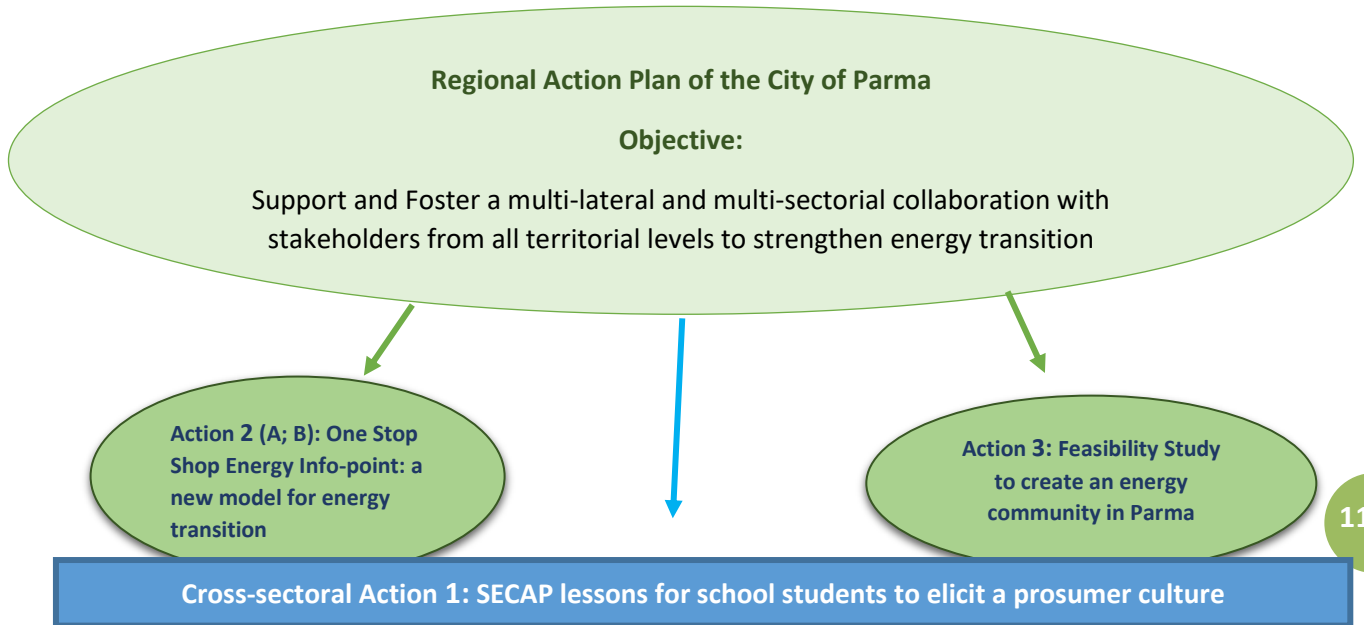 Regional Action Plan of the City of Parma
Objective:
Support and Foster a multi-lateral and multi-sectorial collaboration with
stakeholders from all territorial levels to strengthen energy transition
Action 2 (A; B): One Stop
Shop Energy Info-point: a
new model for energy
transition
Action 3: Feasibility Study
to create an energy
community in Parma
11
Cross-sectoral Action 1: SECAP lessons for school students to elicit a prosumer culture